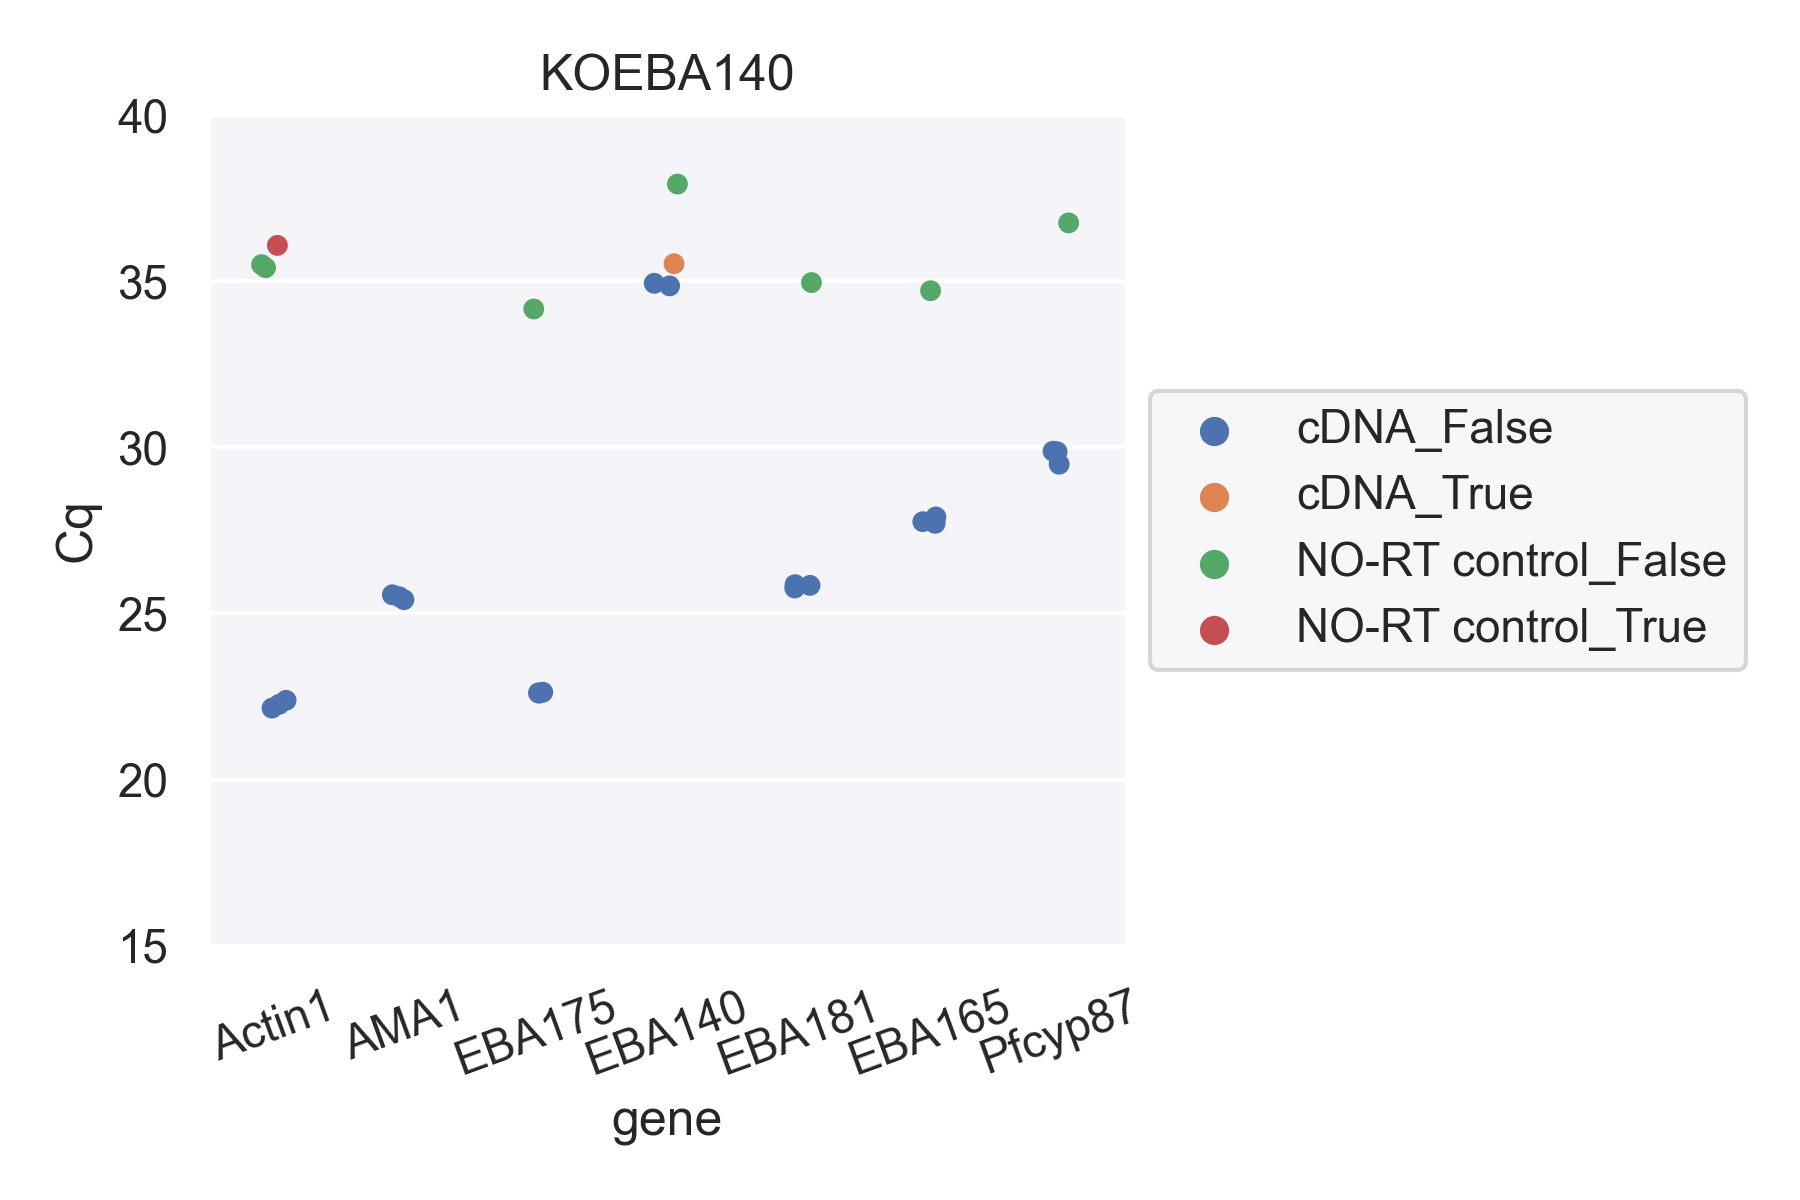 KOEBA140
40
35
30
25
20
15
Cq
Actin1
AMA1
EBA175
EBA140
EBA181
EBA165
Pfcyp87
gene
cDNA_False
cDNA_True
NO-RT control_False
NO-RT control_True